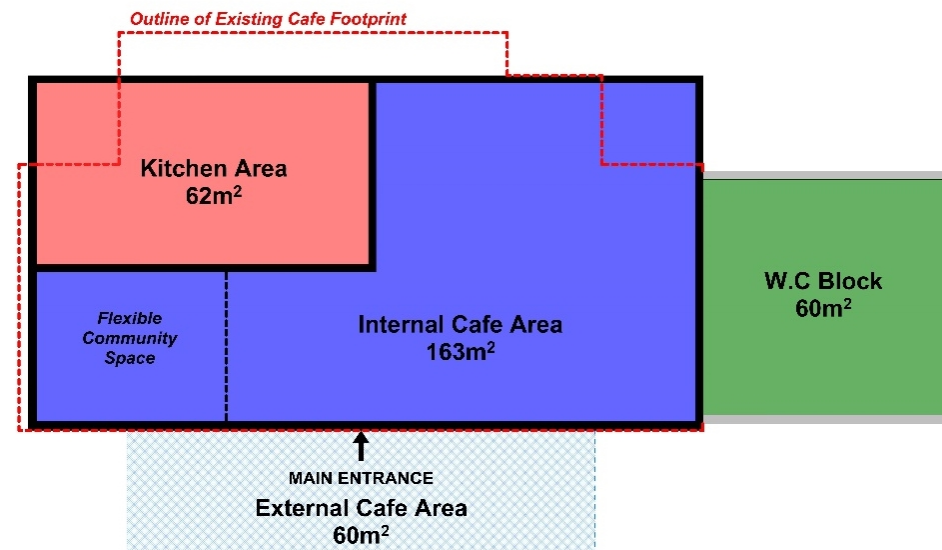 Outline of Existing Cafe Footprint
Kitchen Area
62m²
W.C Block
60m²
Flexible
Community
Space
Internal Cafe Area
163m²
MAIN ENTRANCE
External Cafe Area
60m²